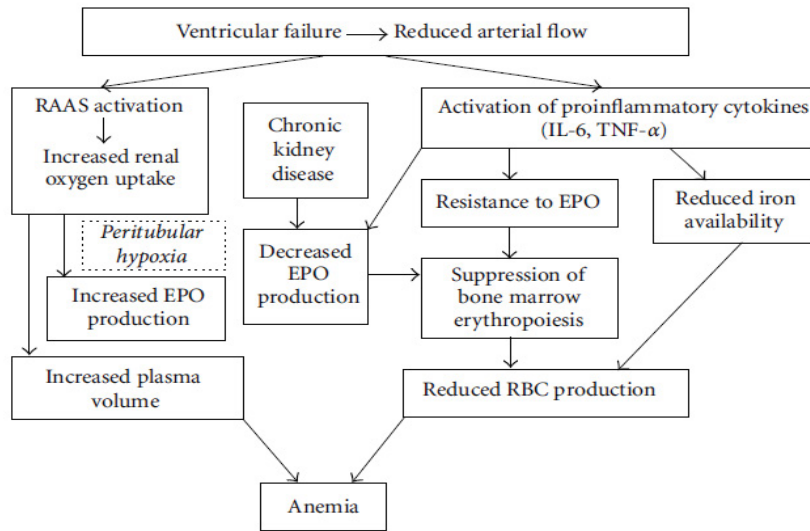 Ventricular failure → Reduced arterial flow
RAAS activation
Increased renal
oxygen uptake
Chronic
kidney
disease
Activation of proinflammatory cytokines
(IL-6, TNF-α)
Peritubular
hypoxia
Resistance to EPO
Reduced iron
availability
Increased EPO
production
Decreased
EPO
production
Suppression of
bone marrow
erythropoiesis
Increased plasma
volume
Reduced RBC production
Anemia